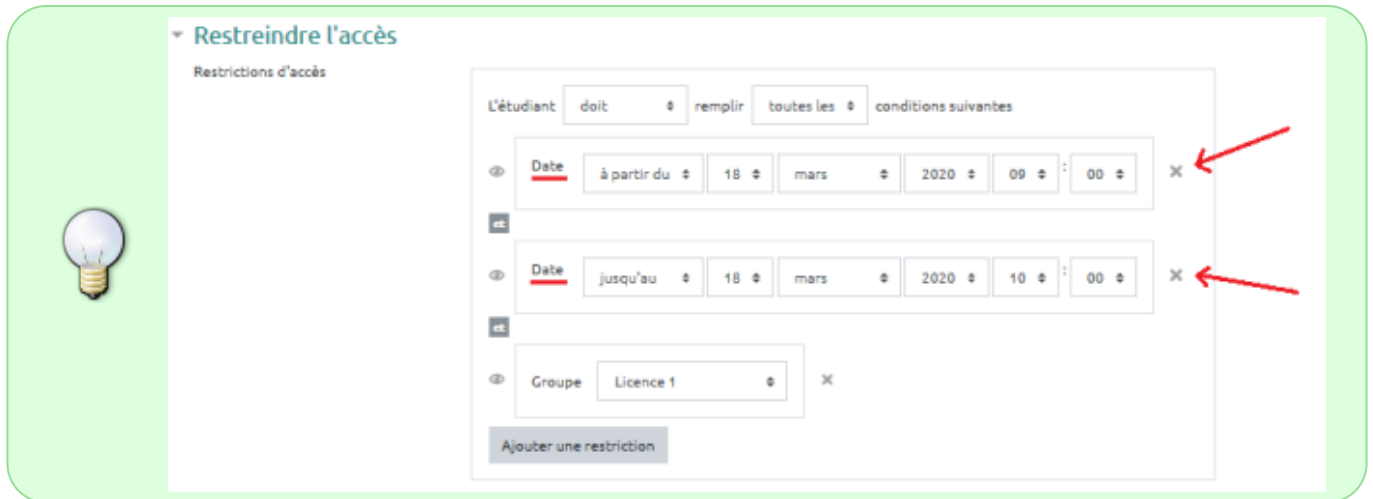 Restreindre l'accès
Restrictions d'accès
L'étudiant doit remplir toutes les conditions suivantes
Date à partir du 18 mars 2020 09 : 00
et
Date jusqu'au 18 mars 2020 10 : 00
et
Groupe Licence 1
Ajouter une restriction